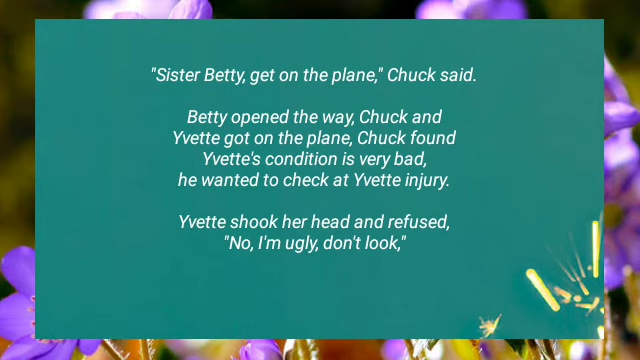 "Sister Betty, get on the plane," Chuck said.
Betty opened the way, Chuck and
Yvette got on the plane, Chuck found
Yvette's condition is very bad,
he wanted to check at Yvette injury.
Yvette shook her head and refused,
"No, I'm ugly, don't look,"